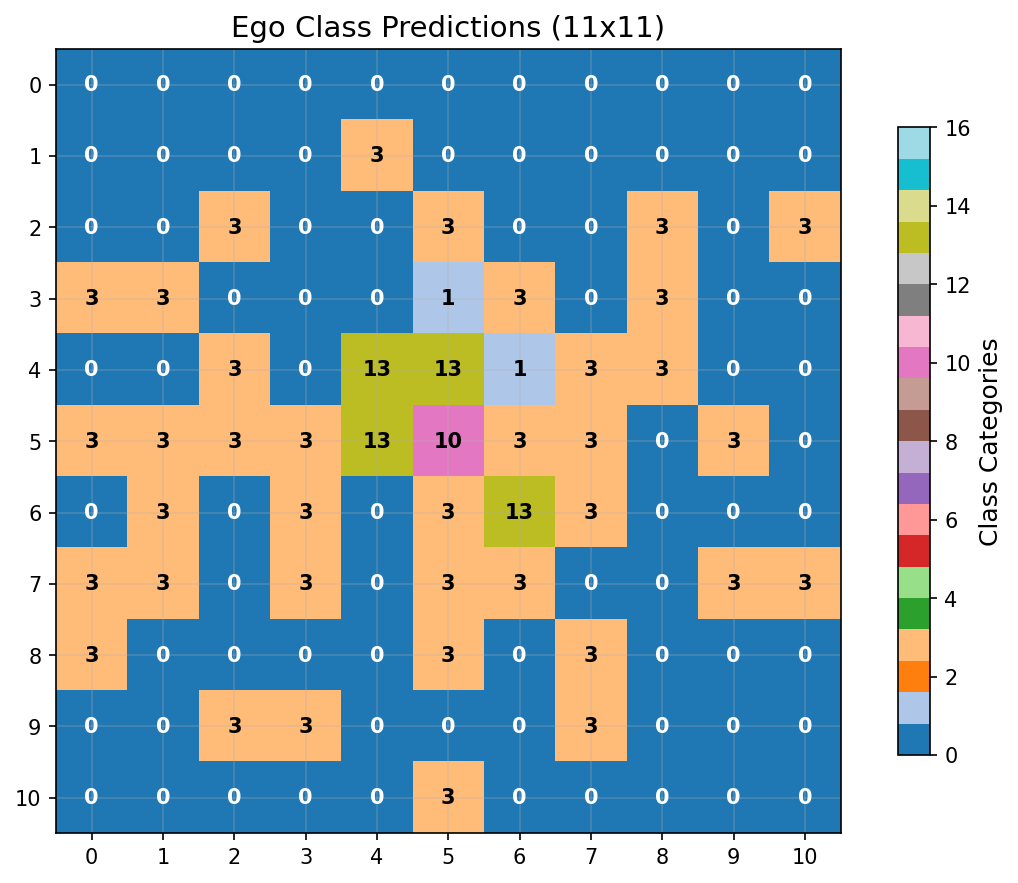 Ego Class Predictions (11x11)
0 0 0 0 0 0 0 0 0 0 0 0
1 0 0 0 0 3 0 0 0 0 0 0
2 0 0 3 0 0 3 0 0 3 0 3
3 3 3 0 0 0 1 3 0 3 0 0
4 0 0 3 0 13 13 1 3 3 0 0
5 3 3 3 3 13 10 3 3 0 3 0
6 0 3 0 3 0 3 13 3 0 0 0
7 3 3 0 3 0 3 3 0 0 3 3
8 3 0 0 0 0 3 0 3 0 0 0
9 0 0 3 3 0 0 0 3 0 0 0
10 0 0 0 0 0 3 0 0 0 0 0
0 1 2 3 4 5 6 7 8 9 10
16
14
12
10
8
6
4
2
0
Class Categories